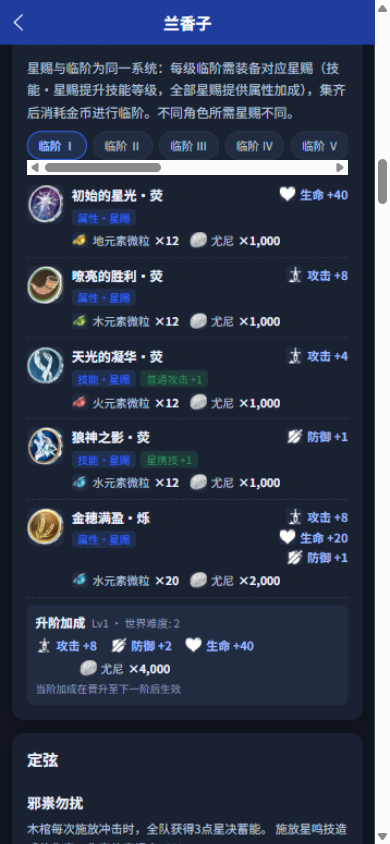 兰香子
星赐与临阶为同一系统：每级临阶需装备对应星赐（技
能·星赐提升技能等级，全部星赐提供属性加成），集齐
后消耗金币进行临阶。不同角色所需星赐不同。
临阶 Ⅰ 临阶 Ⅱ 临阶 Ⅲ 临阶 Ⅳ 临阶 Ⅴ
初始的星光·荧 生命 +40
属性·星赐
地元素微粒 ×12 尤尼 ×1,000
嘹亮的胜利·荧 攻击 +8
属性·星赐
木元素微粒 ×12 尤尼 ×1,000
天光的凝华·荧 攻击 +4
技能·星赐 普通攻击 +1
火元素微粒 ×12 尤尼 ×1,000
狼神之影·荧 防御 +1
技能·星赐 星携技 +1
水元素微粒 ×12 尤尼 ×1,000
金穗满盈·烁 攻击 +8
属性·星赐 生命 +20
防御 +1
水元素微粒 ×20 尤尼 ×2,000
升阶加成 Lv1 · 世界难度: 2
攻击 +8 防御 +2 生命 +40
尤尼 ×4,000
当阶加成在晋升至下一阶后生效
定弦
邪祟勿扰
木棺每次施放冲击时，全队获得3点星决蓄能。 施放星鸣技造